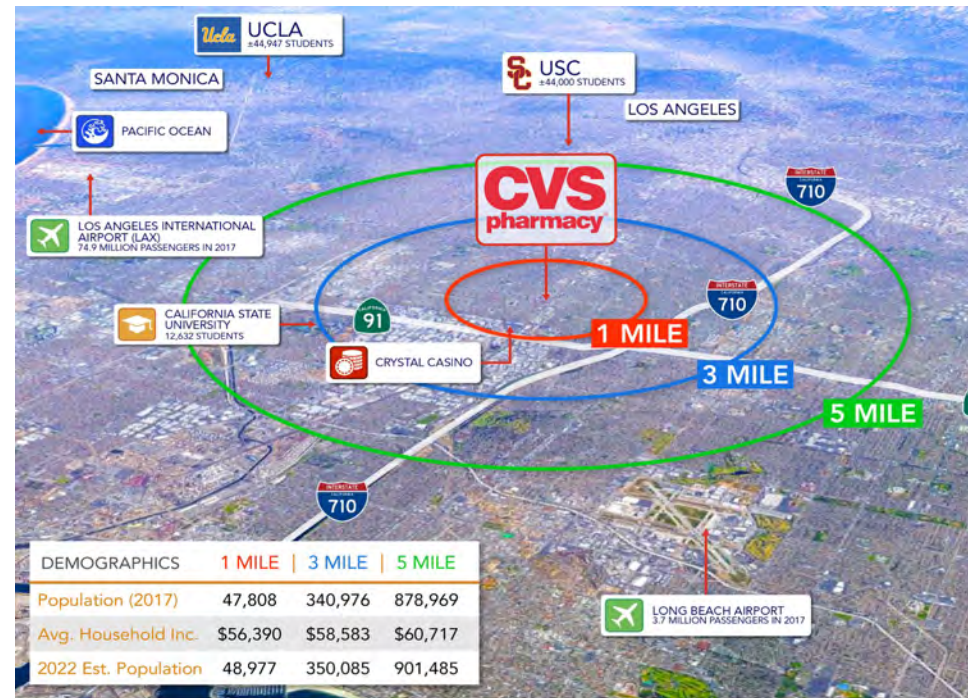 Ucla
UCLA
±44,947 STUDENTS
SC
USC
±44,000 STUDENTS
SANTA MONICA
LOS ANGELES
PACIFIC OCEAN
CVS
pharmacy
INTERSTATE
CALIFORNIA
710
LOS ANGELES INTERNATIONAL
AIRPORT (LAX)
74.9 MILLION PASSENGERS IN 2017
INTERSTATE
CALIFORNIA
710
CALIFORNIA STATE
UNIVERSITY
12,632 STUDENTS
CALIFORNIA
91
1 MILE
CRYSTAL CASINO
3 MILE
5 MILE
INTERSTATE
CALIFORNIA
710
DEMOGRAPHICS 1 MILE | 3 MILE | 5 MILE
Population (2017) 47,808 340,976 878,969
Avg. Household Inc. $56,390 $58,583 $60,717
2022 Est. Population 48,977 350,085 901,485
LONG BEACH AIRPORT
3.7 MILLION PASSENGERS IN 2017